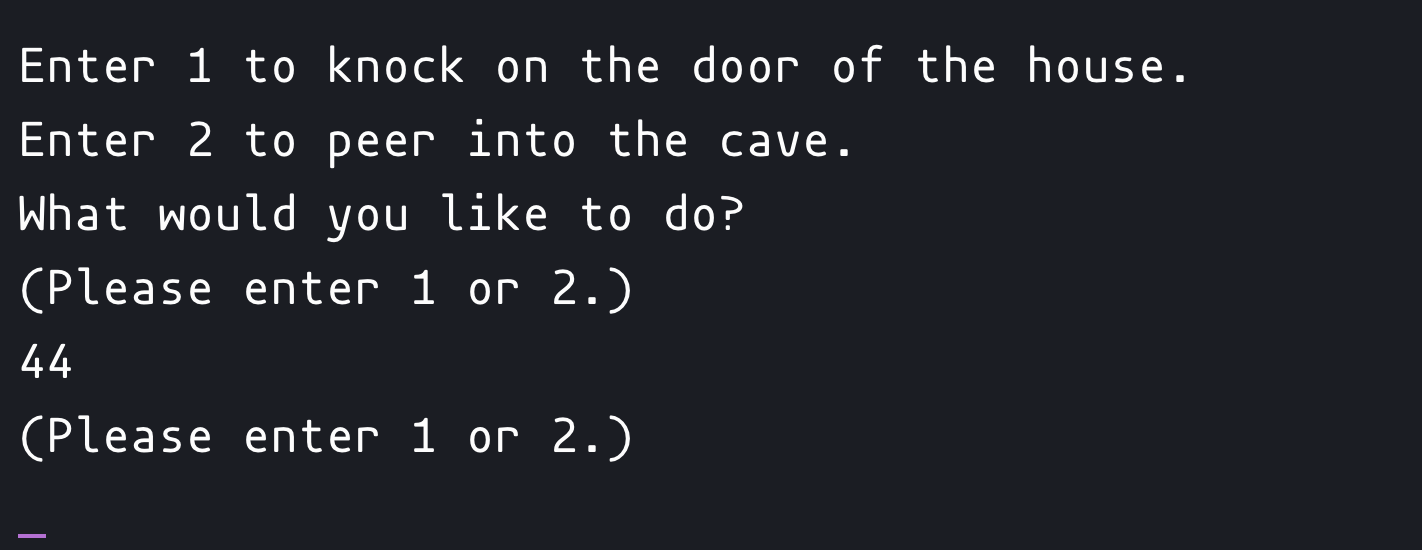 Enter 1 to knock on the door of the house.
Enter 2 to peer into the cave.
What would you like to do?
(Please enter 1 or 2.)
44
(Please enter 1 or 2.)